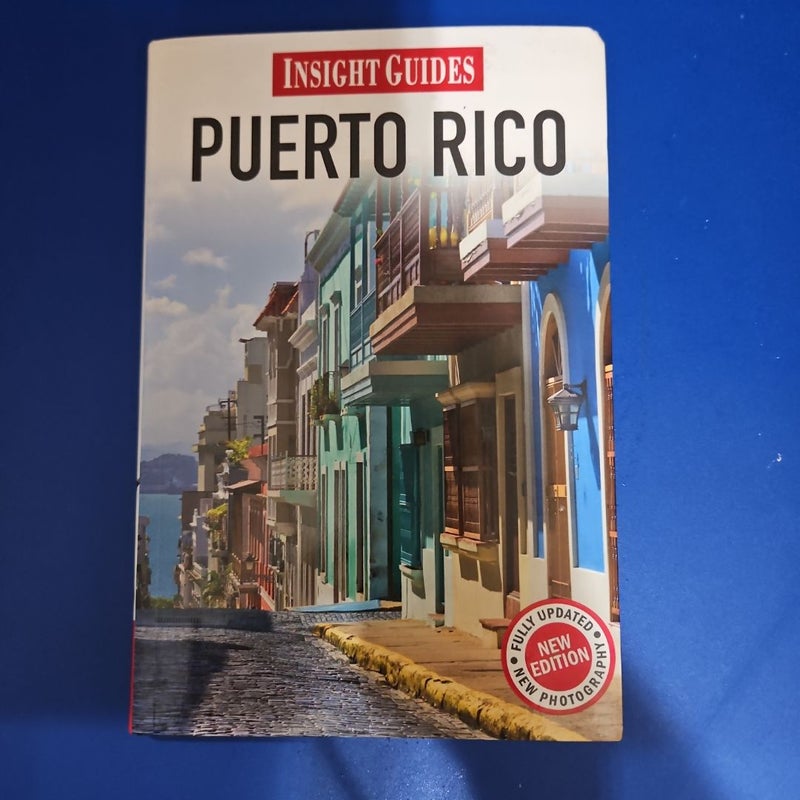 INSIGHT GUIDES
PUERTO RICO
• FULLY UPDATED •
NEW
EDITION
NEW PHOTOGRAPHY